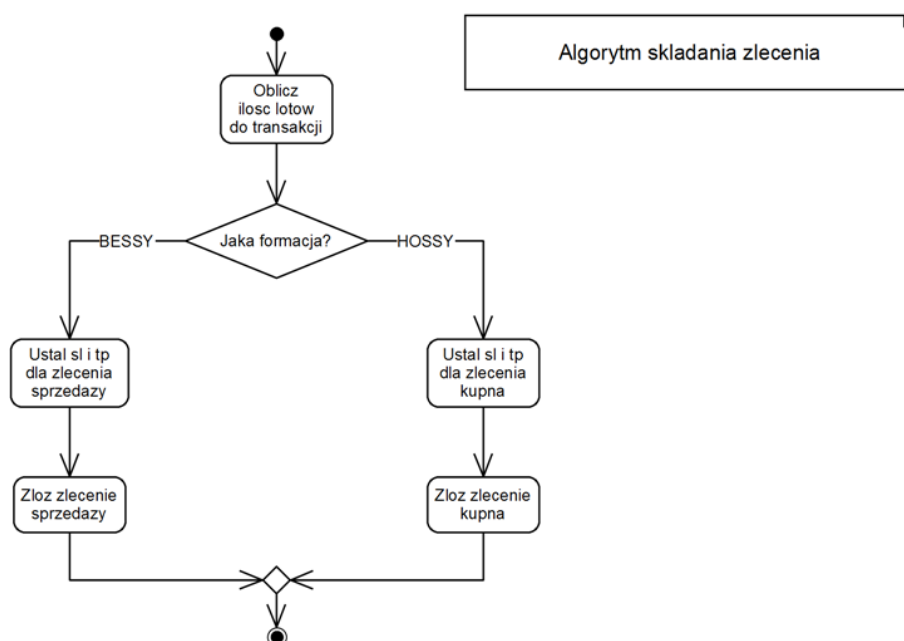 Algorytm skladania zlecenia
Oblicz
ilosc lotow
do transakcji
Jaka formacja?
BESSY
HOSSY
Ustal sl i tp
dla zlecenia
sprzedazy
Ustal sl i tp
dla zlecenia
kupna
Zloz zlecenie
sprzedazy
Zloz zlecenie
kupna